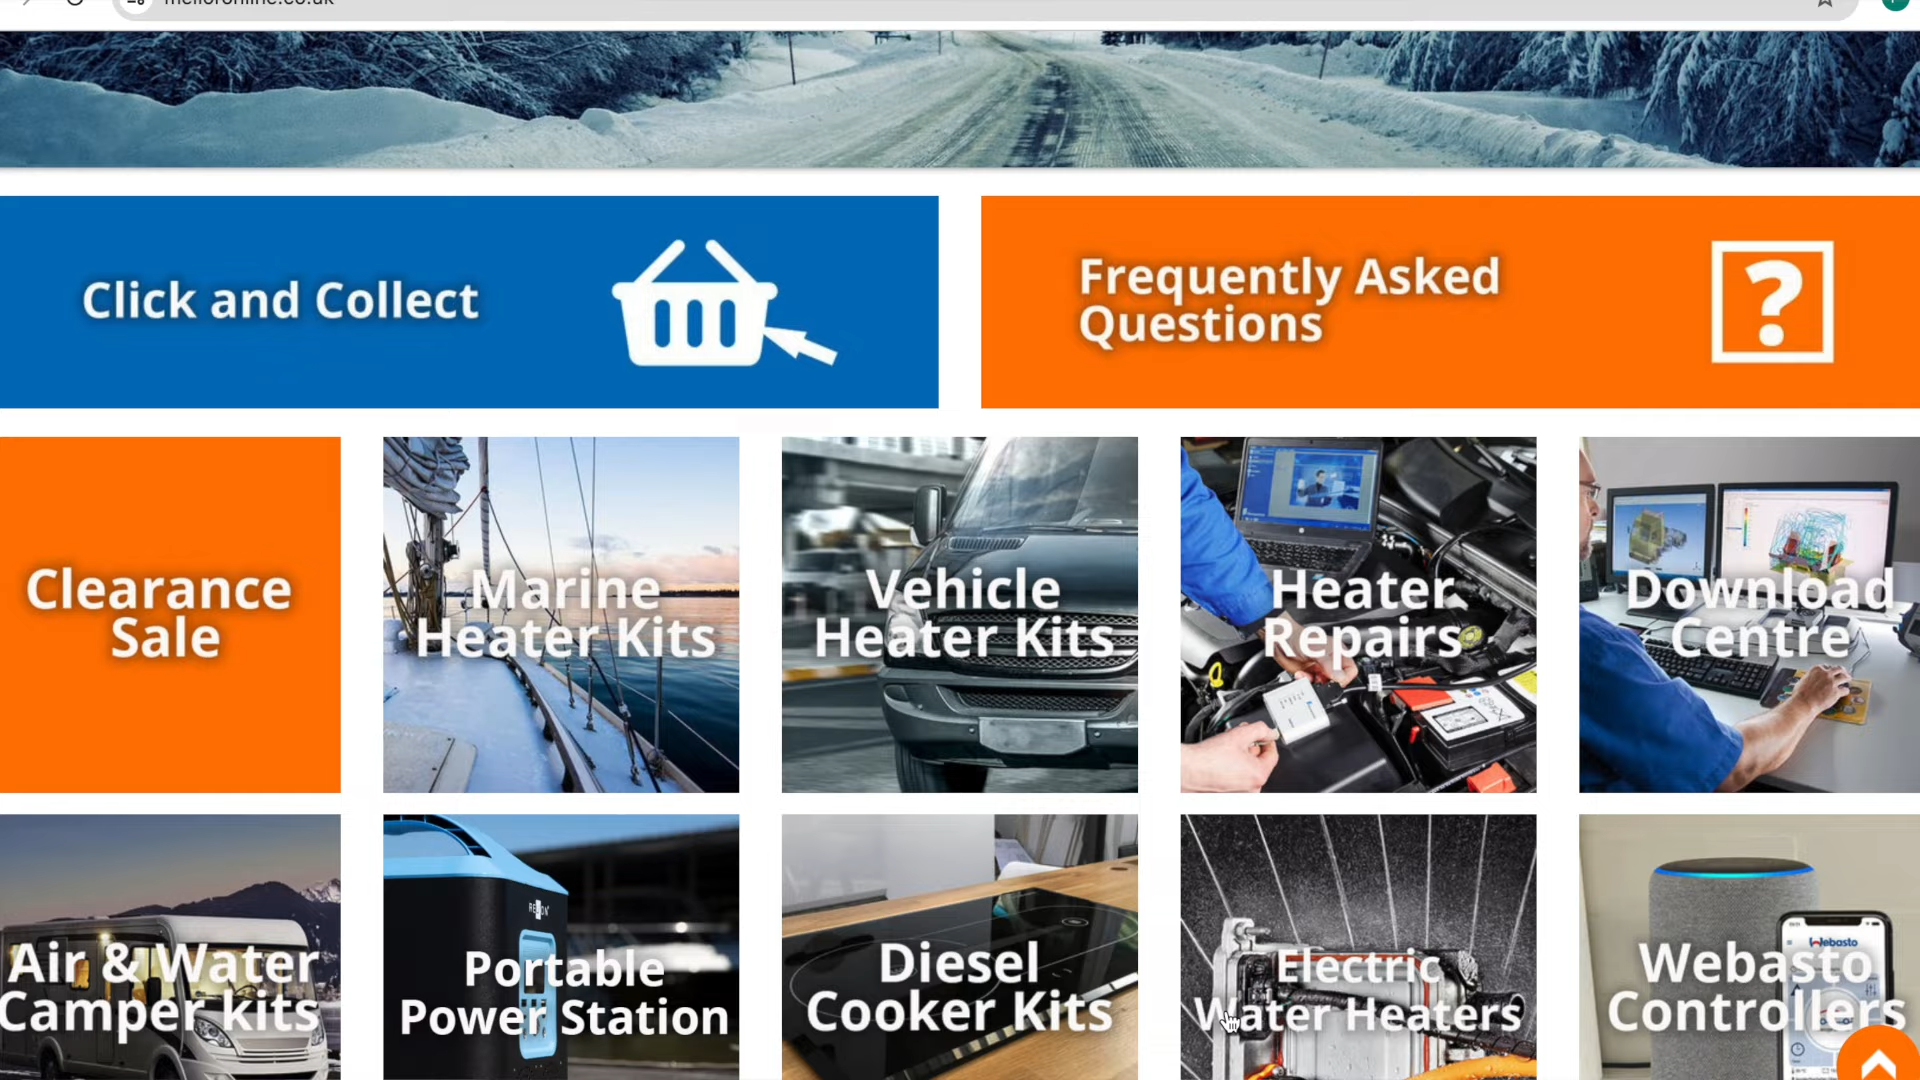 melloronline.co.uk
Click and Collect
Frequently Asked
Questions
Clearance
Sale
Marine
Heater Kits
Vehicle
Heater Kits
Heater
Repairs
Download
Centre
Air & Water
Camper kits
Portable
Power Station
Diesel
Cooker Kits
Electric
Water Heaters
Webasto
Webasto
Controllers